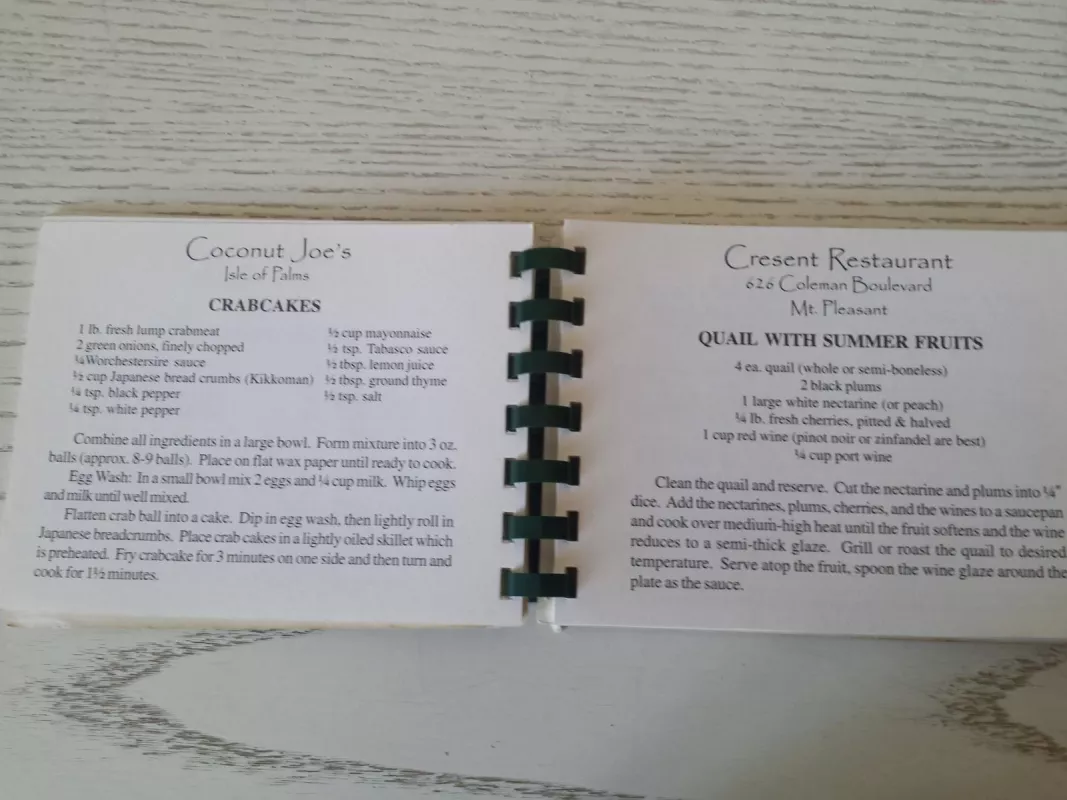 Coconut Joe's
Isle of Palms
CRABCAKES
1 lb. fresh lump crabmeat
2 green onions, finely chopped
¼ Worchestersire sauce
½ cup Japanese bread crumbs (Kikkoman)
¼ tsp. black pepper
¼ tsp. white pepper
½ cup mayonnaise
½ tsp. Tabasco sauce
½ tbsp. lemon juice
½ tbsp. ground thyme
½ tsp. salt
Combine all ingredients in a large bowl. Form mixture into 3 oz.
balls (approx. 8-9 balls). Place on flat wax paper until ready to cook.
Egg Wash: In a small bowl mix 2 eggs and ¼ cup milk. Whip eggs
and milk until well mixed.
Flatten crab ball into a cake. Dip in egg wash, then lightly roll in
Japanese breadcrumbs. Place crab cakes in a lightly oiled skillet which
is preheated. Fry crabcake for 3 minutes on one side and then turn and
cook for 1½ minutes.
Cresent Restaurant
626 Coleman Boulevard
Mt. Pleasant
QUAIL WITH SUMMER FRUITS
4 ea. quail (whole or semi-boneless)
2 black plums
1 large white nectarine (or peach)
¼ lb. fresh cherries, pitted & halved
1 cup red wine (pinot noir or zinfandel are best)
¼ cup port wine
Clean the quail and reserve. Cut the nectarine and plums into ¼"
dice. Add the nectarines, plums, cherries, and the wines to a saucepan
and cook over medium-high heat until the fruit softens and the wine
reduces to a semi-thick glaze. Grill or roast the quail to desired
temperature. Serve atop the fruit, spoon the wine glaze around the
plate as the sauce.